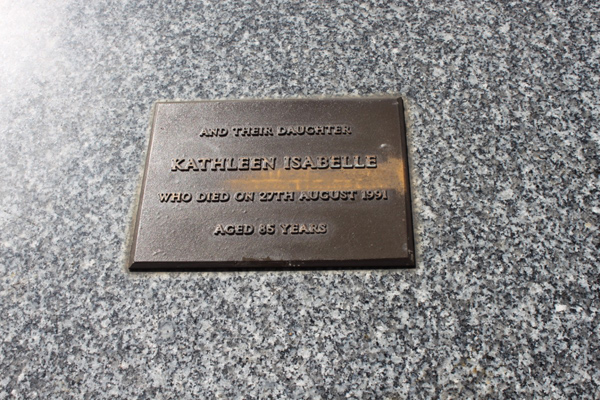 AND THEIR DAUGHTER
KATHLEEN ISABELLE
WHO DIED ON 27TH AUGUST 1991
AGED 85 YEARS